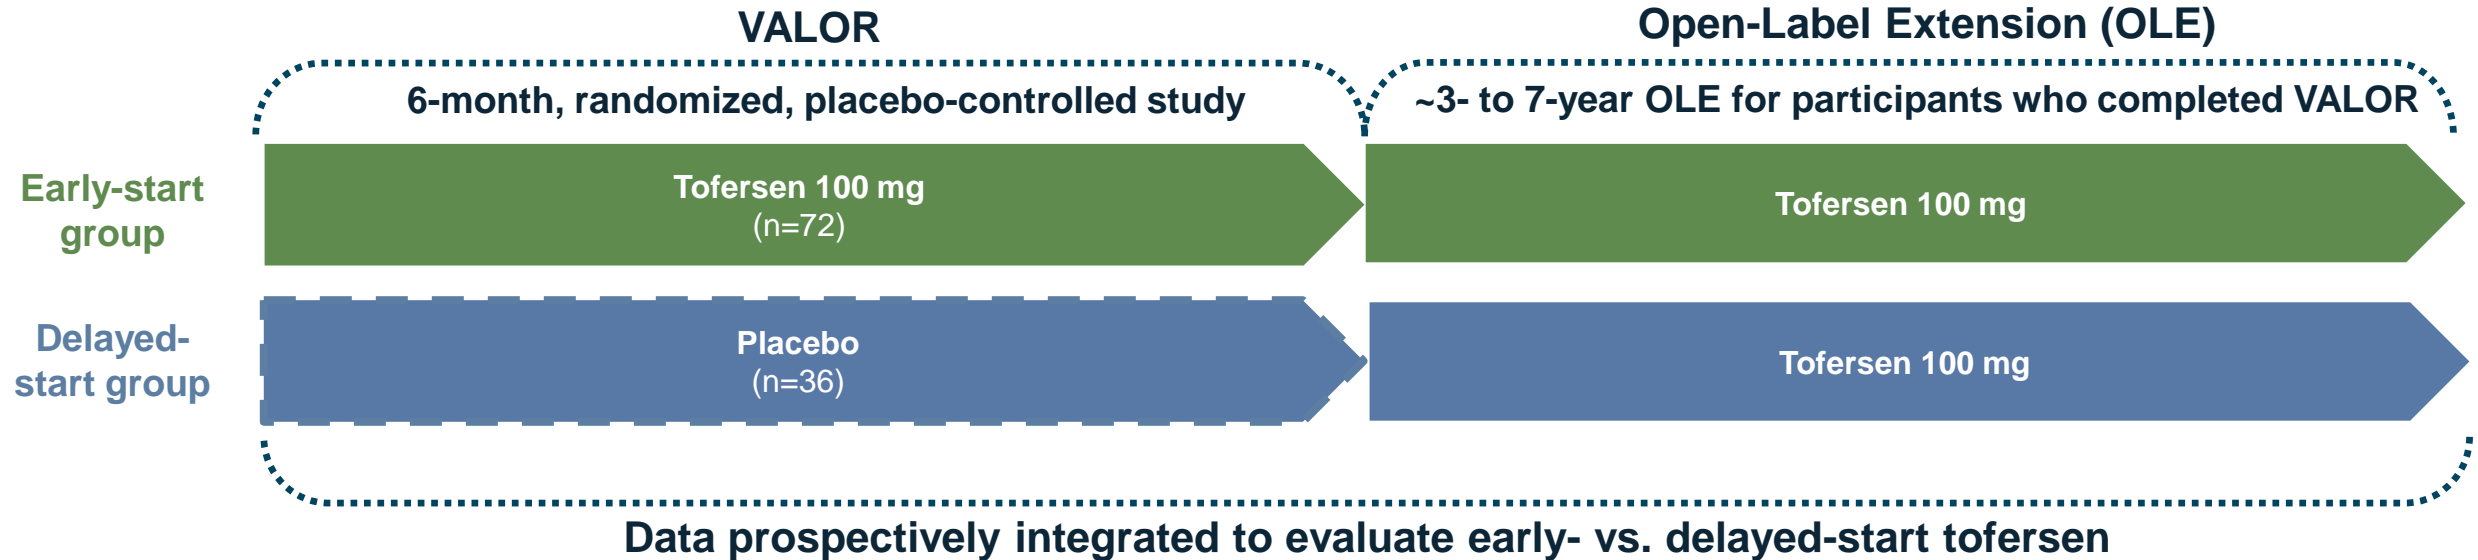 VALOR
Open-Label Extension (OLE)
6-month, randomized, placebo-controlled study
~3- to 7-year OLE for participants who completed VALOR
Early-start
group
Tofersen 100 mg
(n=72)
Tofersen 100 mg
Delayed-
start group
Placebo
(n=36)
Tofersen 100 mg
Data prospectively integrated to evaluate early- vs. delayed-start tofersen